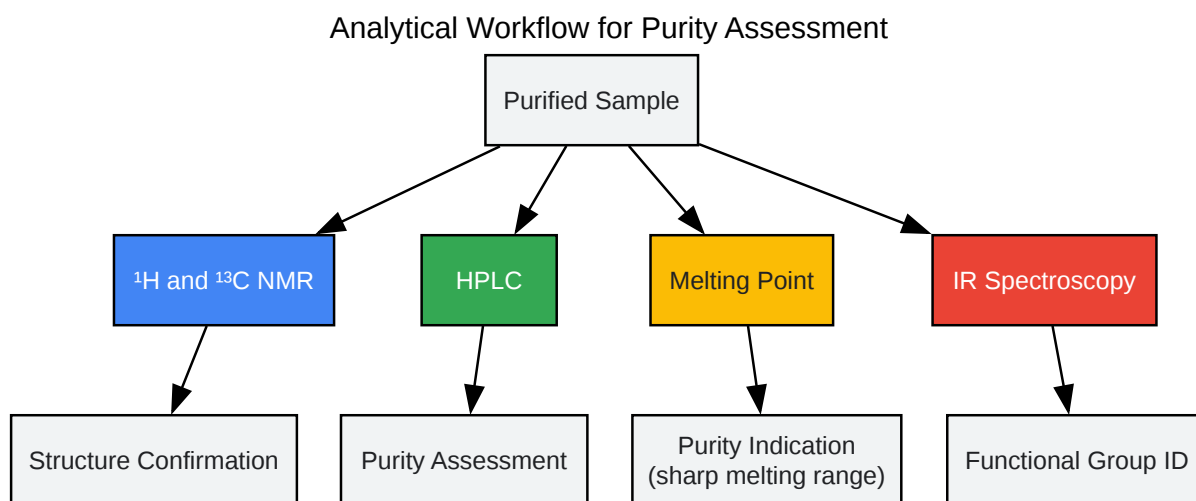 Analytical Workflow for Purity Assessment
Purified Sample
¹H and ¹³C NMR
HPLC
Melting Point
IR Spectroscopy
Structure Confirmation
Purity Assessment
Purity Indication
(sharp melting range)
Functional Group ID